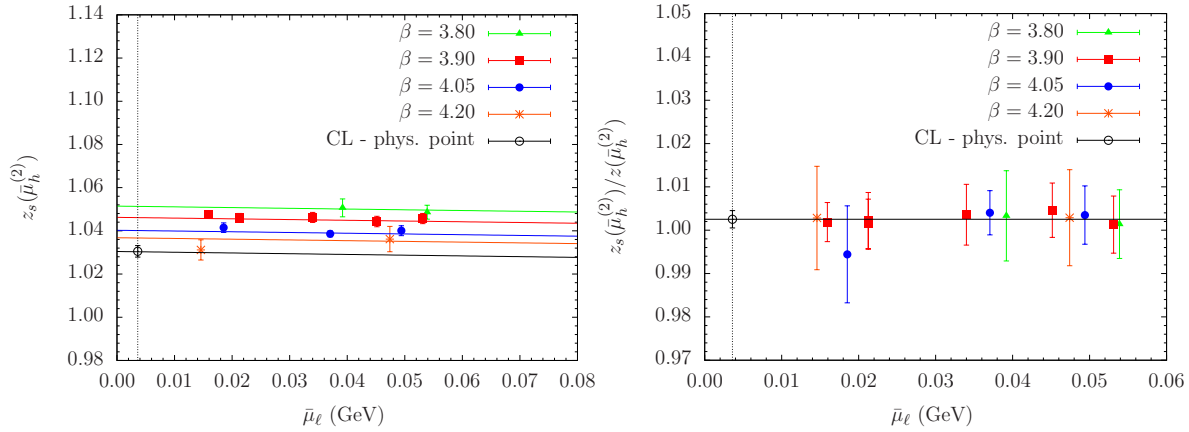 1.14
1.12
1.10
1.08
1.06
1.04
1.02
1.00
0.98
z_s(μ̄_h^(2))
β = 3.80
β = 3.90
β = 4.05
β = 4.20
CL - phys. point
0.00 0.01 0.02 0.03 0.04 0.05 0.06 0.07 0.08
μ̄_ℓ (GeV)
1.05
1.04
1.03
1.02
1.01
1.00
0.99
0.98
0.97
z_s(μ̄_h^(2))/z(μ̄_h^(2))
β = 3.80
β = 3.90
β = 4.05
β = 4.20
CL - phys. point
0.00 0.01 0.02 0.03 0.04 0.05 0.06
μ̄_ℓ (GeV)